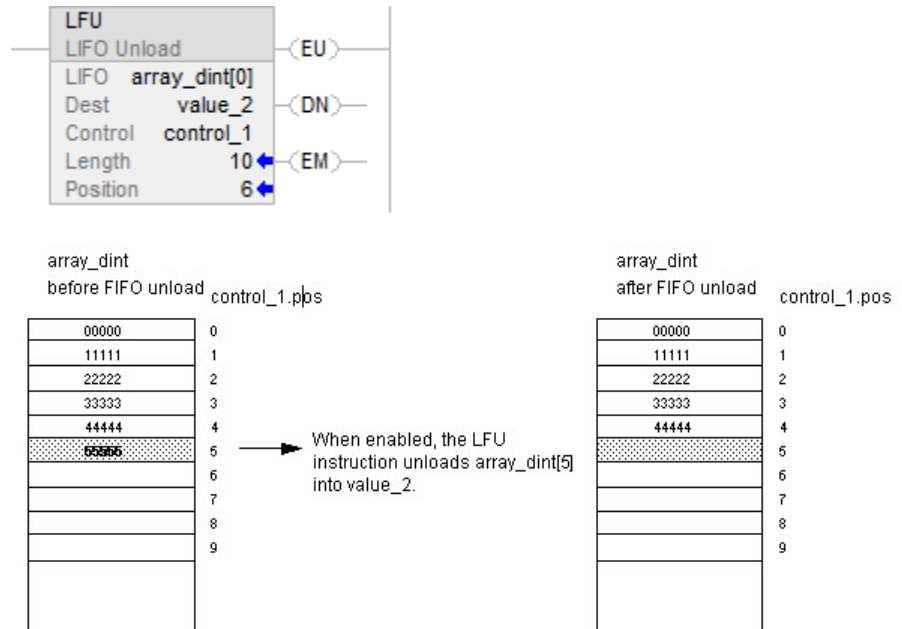 LFU
LIFO Unload
(EU)
LIFO array_dint[0]
Dest value_2
(DN)
Control control_1
Length 10
(EM)
Position 6
array_dint
before FIFO unload
control_1.pos
00000 0
11111 1
22222 2
33333 3
44444 4
55555 5
6
7
8
9
When enabled, the LFU
instruction unloads array_dint[5]
into value_2.
array_dint
after FIFO unload
control_1.pos
00000 0
11111 1
22222 2
33333 3
44444 4
5
6
7
8
9